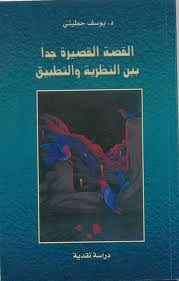 د. يوسف حطيني
القصة القصيرة جدا
بين النظرية والتطبيق
دراسة نقدية